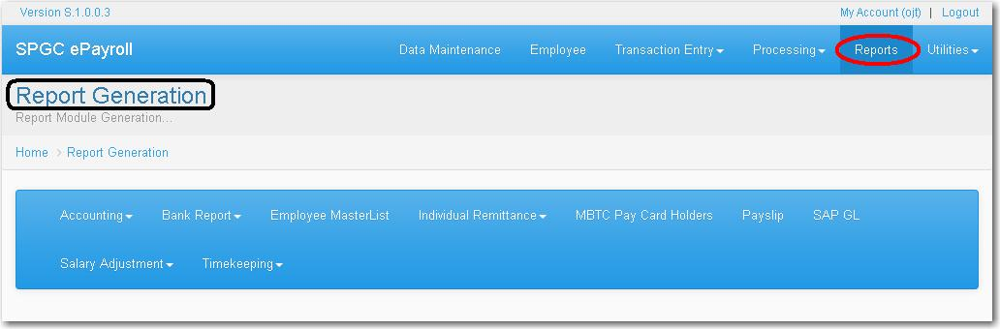 Version S.1.0.0.3 My Account (ojt) | Logout
SPGC ePayroll Data Maintenance Employee Transaction Entry Processing Reports Utilities
Report Generation
Report Module Generation...
Home > Report Generation
Accounting Bank Report Employee MasterList Individual Remittance MBTC Pay Card Holders Payslip SAP GL
Salary Adjustment Timekeeping